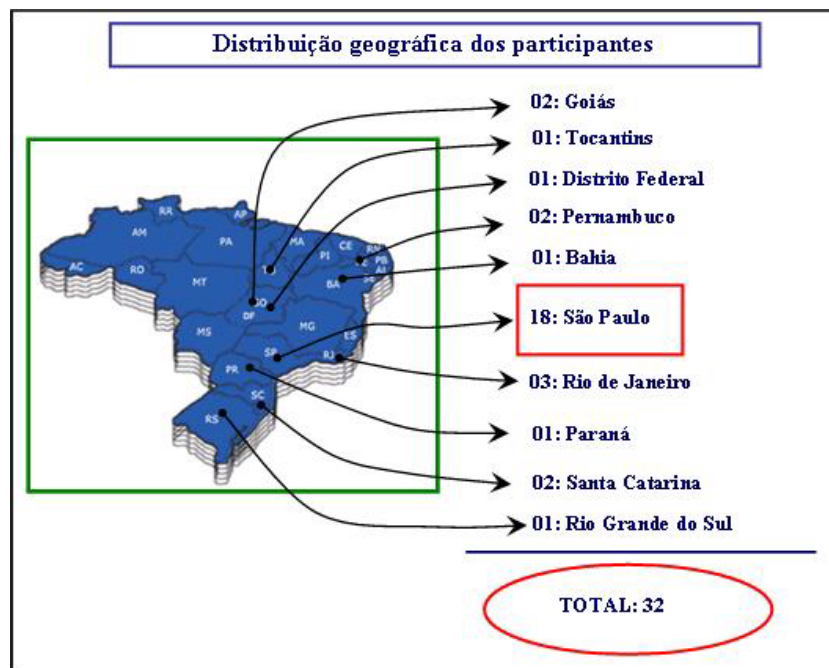 Distribuição geográfica dos participantes
02: Goiás
01: Tocantins
01: Distrito Federal
02: Pernambuco
01: Bahia
18: São Paulo
03: Rio de Janeiro
01: Paraná
02: Santa Catarina
01: Rio Grande do Sul
TOTAL: 32
RR
AP
AM
PA
MA
CE
RN
PB
PI
AC
RO
MT
BA
DF
MS
MG
ES
SP
RJ
PR
SC
RS